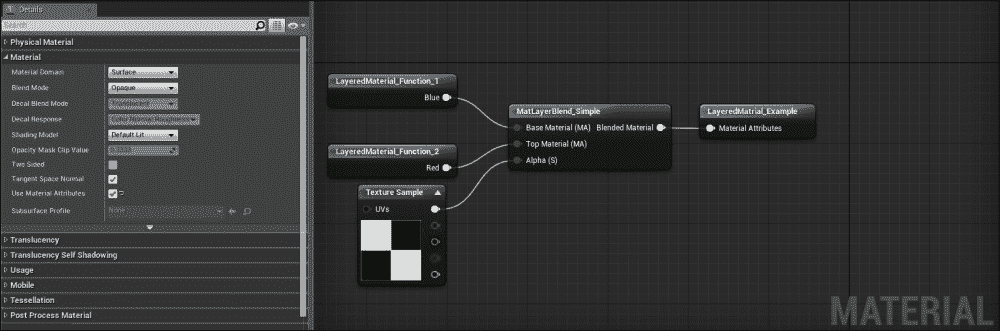 Details
Search
Physical Material
Material
Material Domain Surface
Blend Mode Opaque
Decal Blend Mode
Decal Response
Shading Model Default Lit
Opacity Mask Clip Value
Two Sided
Tangent Space Normal
Use Material Attributes
Subsurface Profile None
Translucency
Translucency Self Shadowing
Usage
Mobile
Tessellation
Post Process Material
LayeredMaterial_Function_1
Blue
LayeredMaterial_Function_2
Red
Texture Sample
UVs
MatLayerBlend_Simple
Base Material (MA) Blended Material
Top Material (MA)
Alpha (S)
LayeredMatrial_Example
Material Attributes
MATERIAL